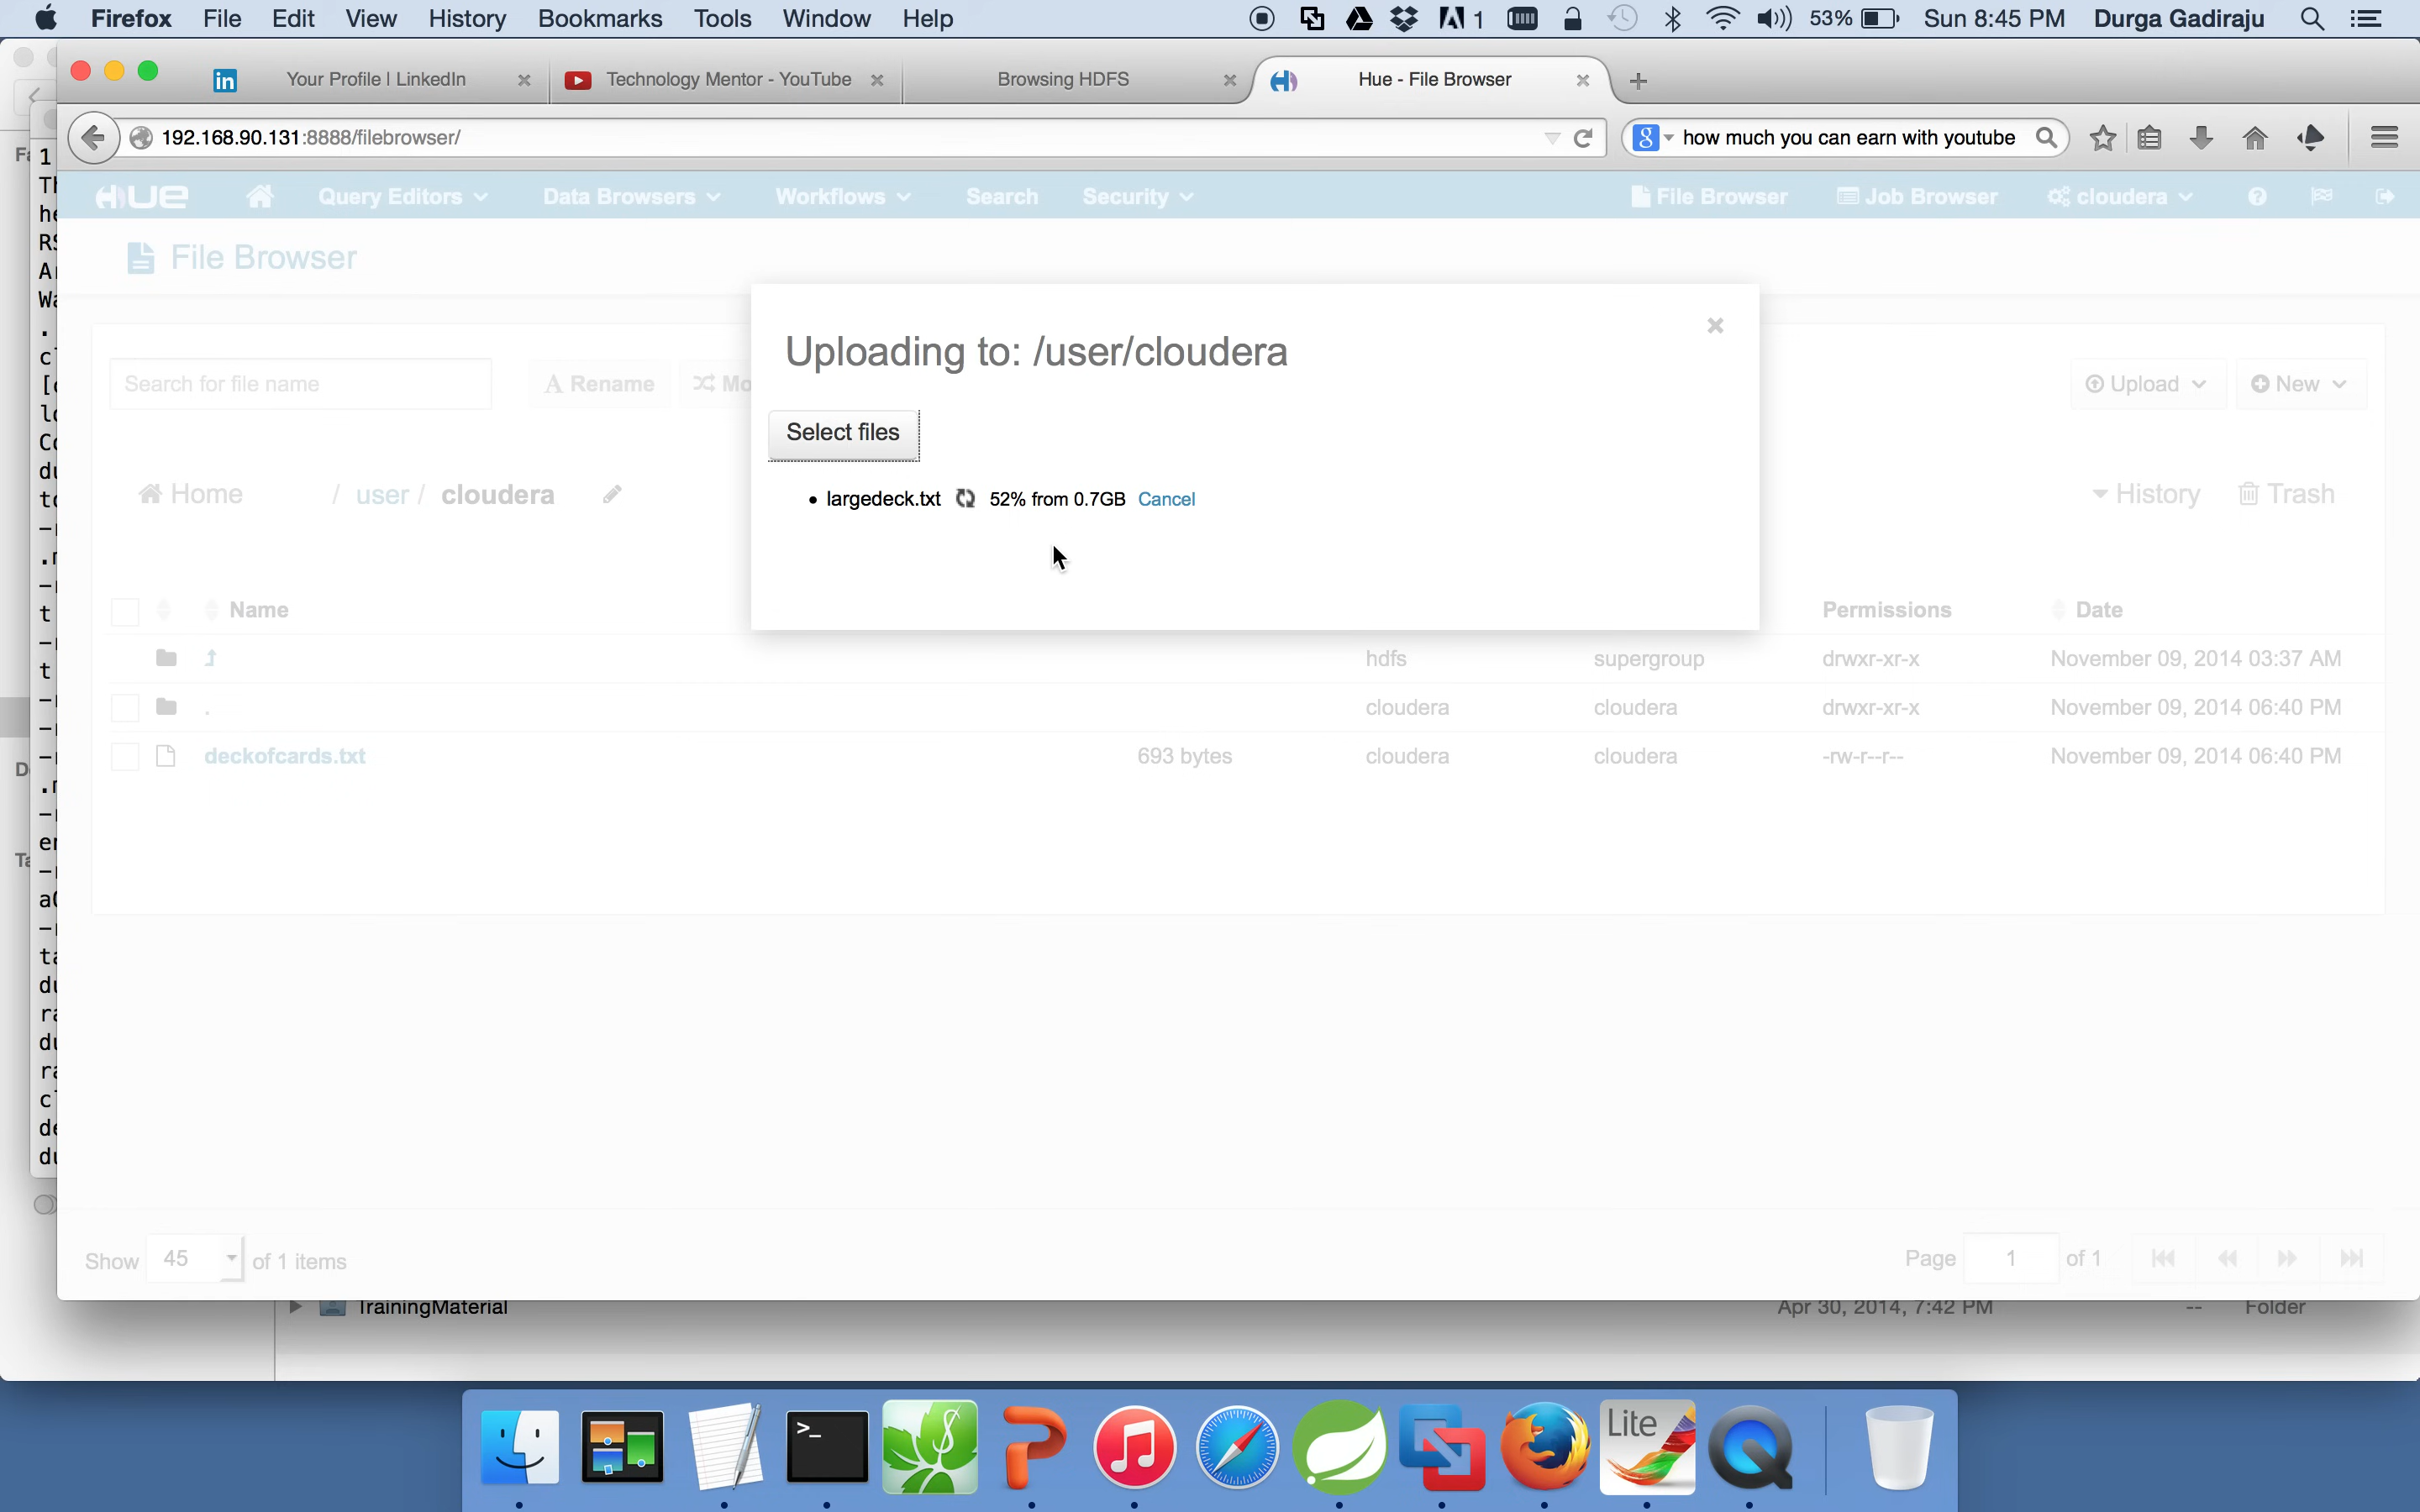 Firefox File Edit View History Bookmarks Tools Window Help 1 53% Sun 8:45 PM Durga Gadiraju
Your Profile | LinkedIn Technology Mentor - YouTube Browsing HDFS Hue - File Browser
192.168.90.131:8888/filebrowser/ how much you can earn with youtube
HUE Query Editors Data Browsers Workflows Search Security File Browser Job Browser cloudera
File Browser
Uploading to: /user/cloudera
Search for file name Rename Mo Upload New
Select files
Home / user / cloudera History Trash
largedeck.txt 52% from 0.7GB Cancel
Name Permissions Date
hdfs supergroup drwxr-xr-x November 09, 2014 03:37 AM
. cloudera cloudera drwxr-xr-x November 09, 2014 06:40 PM
deckofcards.txt 693 bytes cloudera cloudera -rw-r--r-- November 09, 2014 06:40 PM
Show 45 of 1 items Page 1 of 1
TrainingMaterial Apr 30, 2014, 7:42 PM -- Folder
Lite